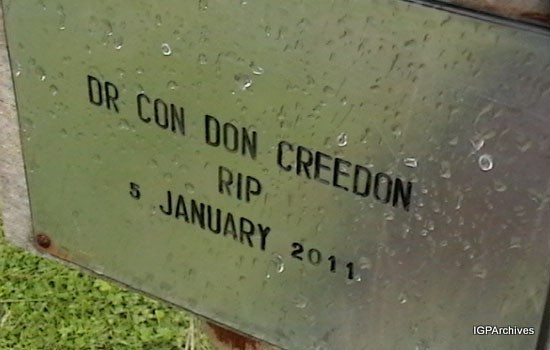 DR CON DON CREEDON
RIP
5 JANUARY 2011
IGPArchives